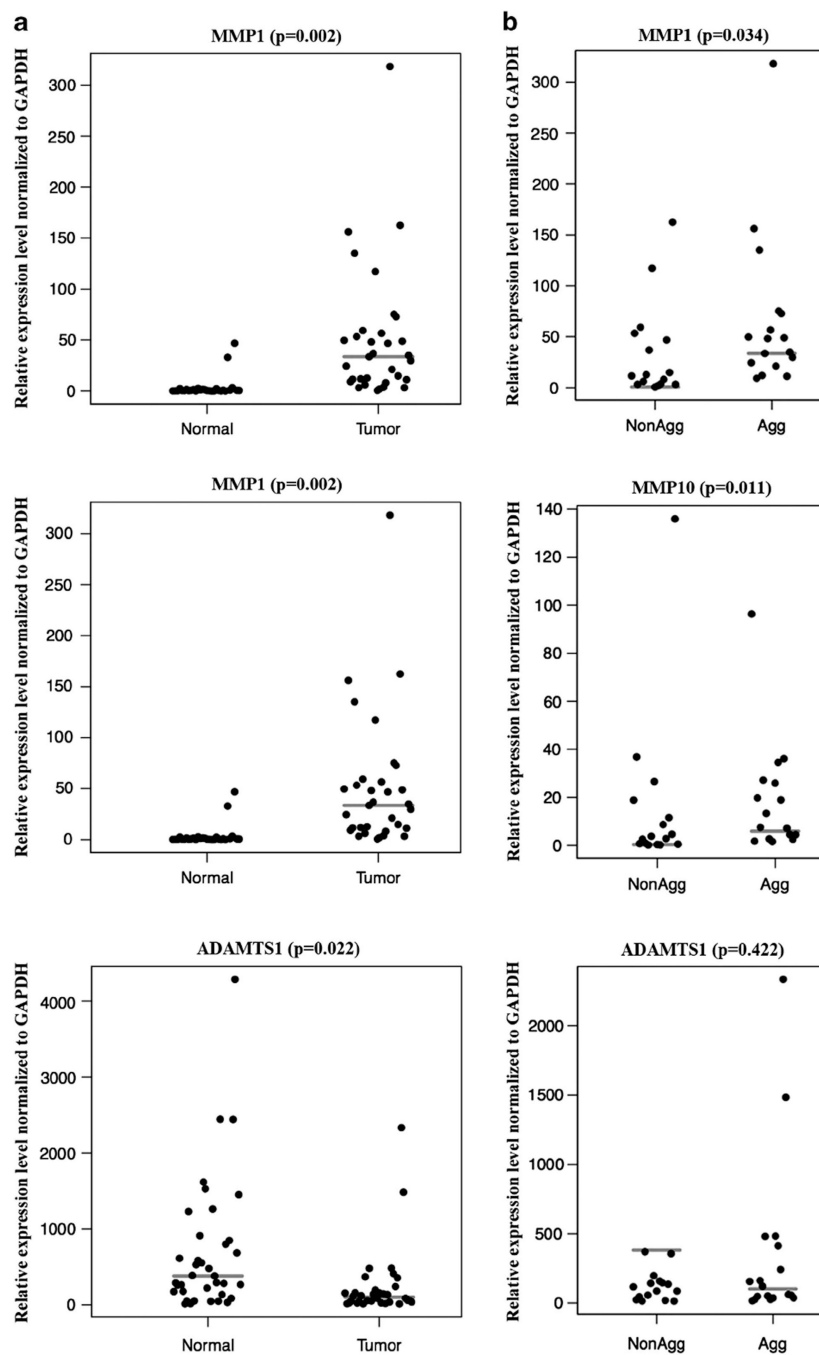 a
MMP1 (p=0.002)
Relative expression level normalized to GAPDH
300
250
200
150
100
50
0
Normal
Tumor
b
MMP1 (p=0.034)
Relative expression level normalized to GAPDH
300
250
200
150
100
50
0
NonAgg
Agg
MMP1 (p=0.002)
Relative expression level normalized to GAPDH
300
250
200
150
100
50
0
Normal
Tumor
MMP10 (p=0.011)
Relative expression level normalized to GAPDH
140
120
100
80
60
40
20
0
NonAgg
Agg
ADAMTS1 (p=0.022)
Relative expression level normalized to GAPDH
4000
3000
2000
1000
0
Normal
Tumor
ADAMTS1 (p=0.422)
Relative expression level normalized to GAPDH
2000
1500
1000
500
0
NonAgg
Agg